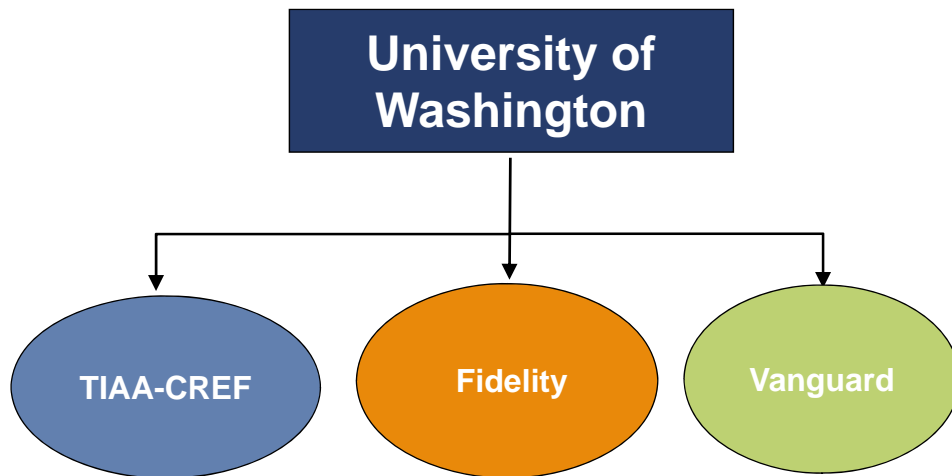 University of
Washington
TIAA-CREF
Fidelity
Vanguard